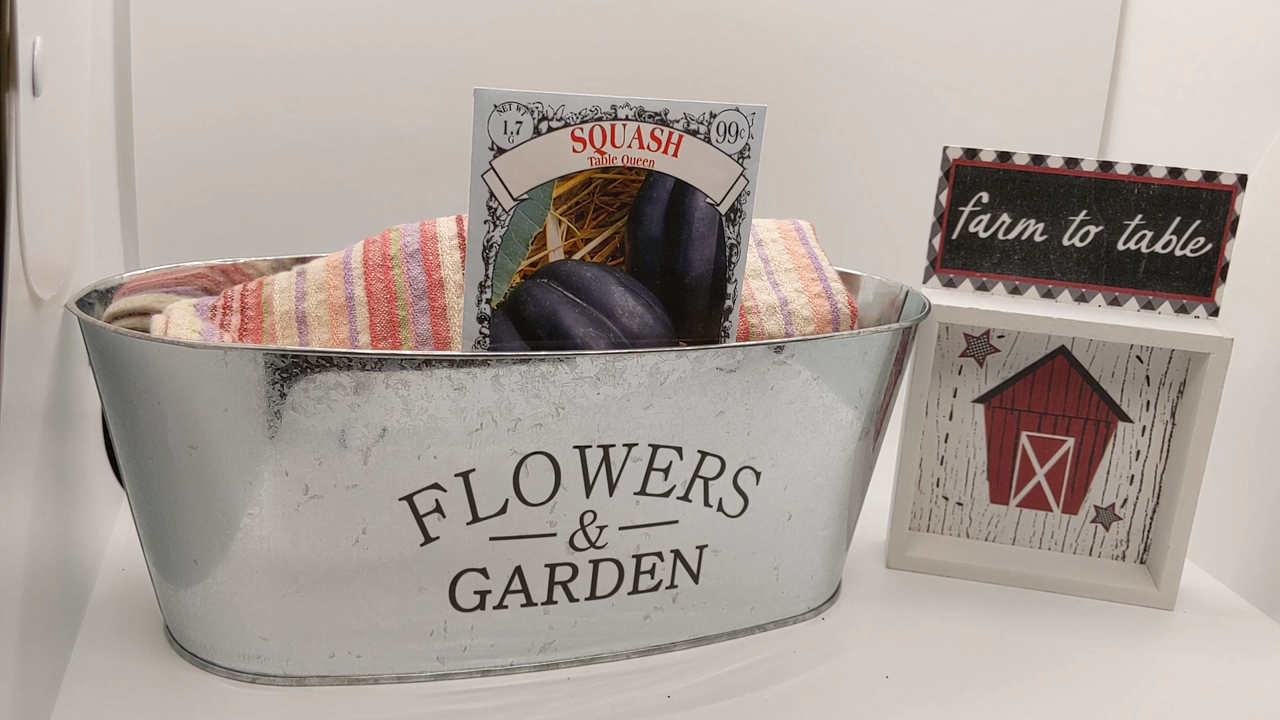 NET WT
1.7
G
99¢
SQUASH
Table Queen
farm to table
FLOWERS
&
GARDEN